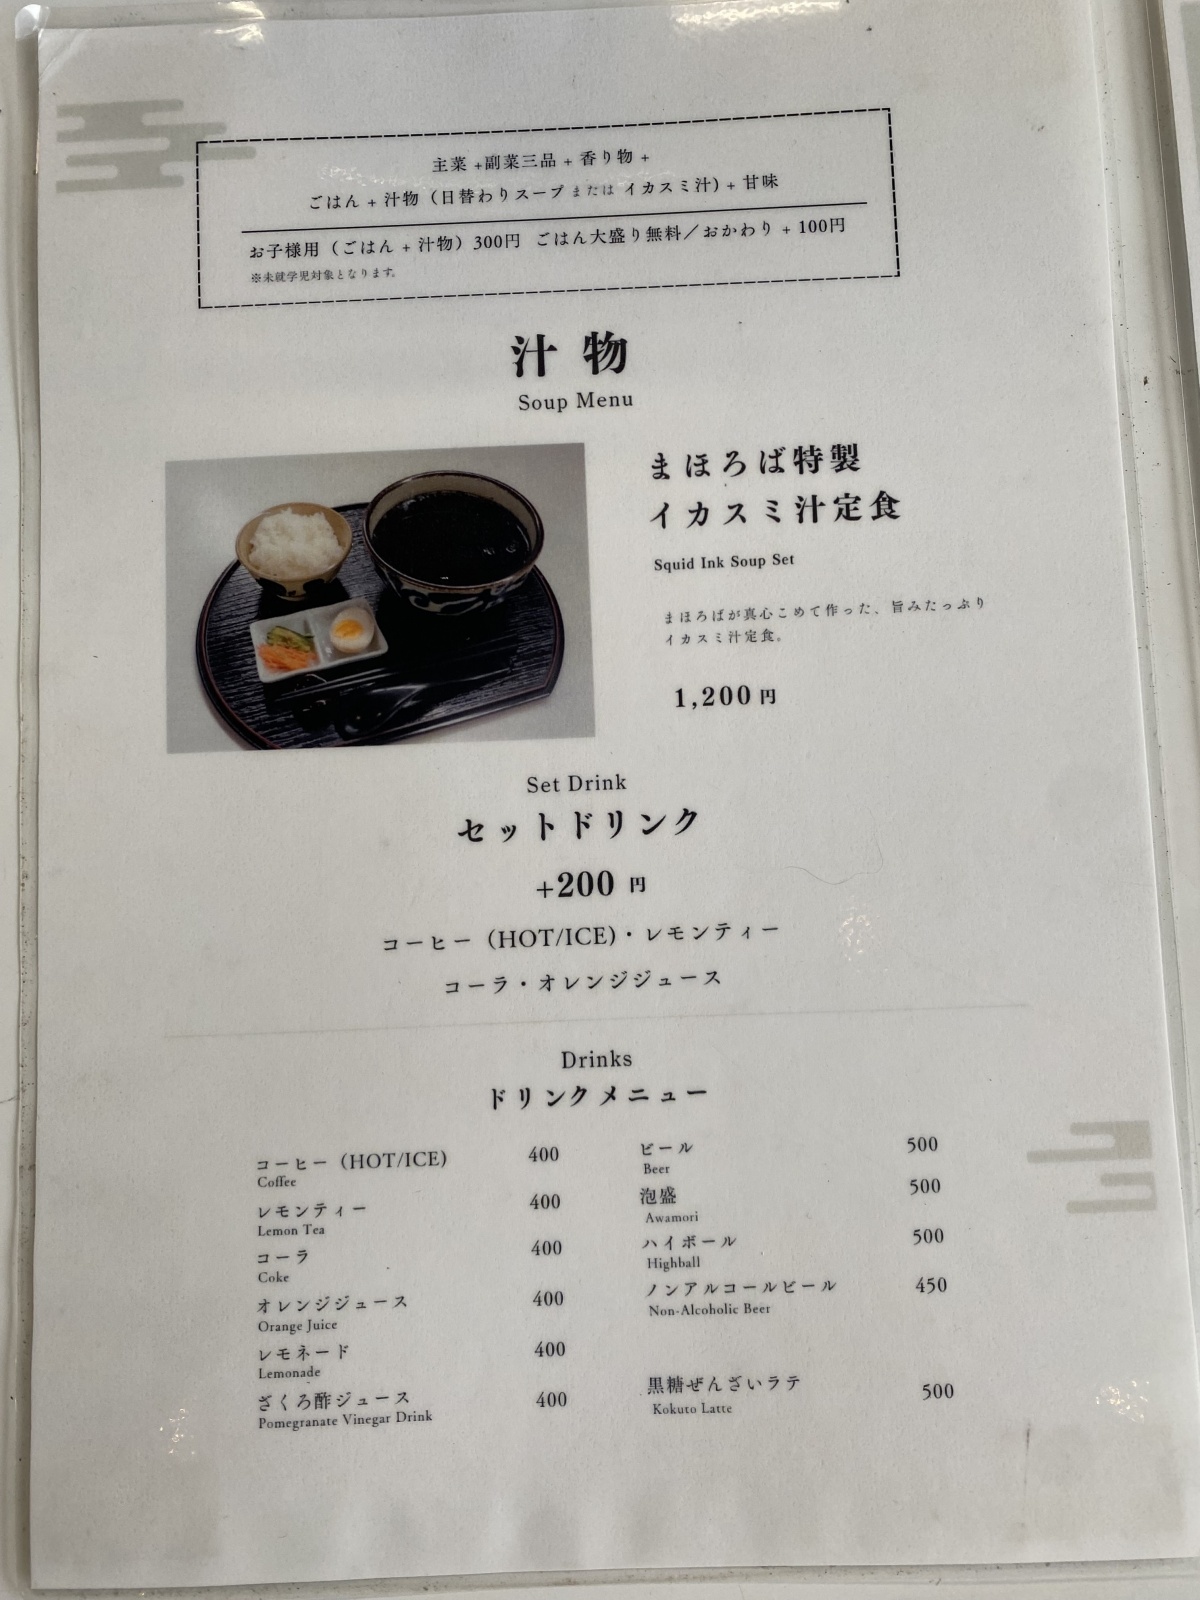 主菜 +副菜三品 + 香り物 +
ごはん + 汁物（日替わりスープ または イカスミ汁）+ 甘味
お子様用（ごはん + 汁物）300円 ごはん大盛り無料／おかわり + 100円
※未就学児対象となります。
汁物
Soup Menu
まほろば特製
イカスミ汁定食
Squid Ink Soup Set
まほろばが真心こめて作った、旨みたっぷり
イカスミ汁定食。
1,200 円
Set Drink
セットドリンク
+200 円
コーヒー（HOT/ICE）・レモンティー
コーラ・オレンジジュース
Drinks
ドリンクメニュー
コーヒー（HOT/ICE） 400
Coffee
レモンティー 400
Lemon Tea
コーラ 400
Coke
オレンジジュース 400
Orange Juice
レモネード 400
Lemonade
ざくろ酢ジュース 400
Pomegranate Vinegar Drink
ビール 500
Beer
泡盛 500
Awamori
ハイボール 500
Highball
ノンアルコールビール 450
Non-Alcoholic Beer
黒糖ぜんざいラテ 500
Kokuto Latte